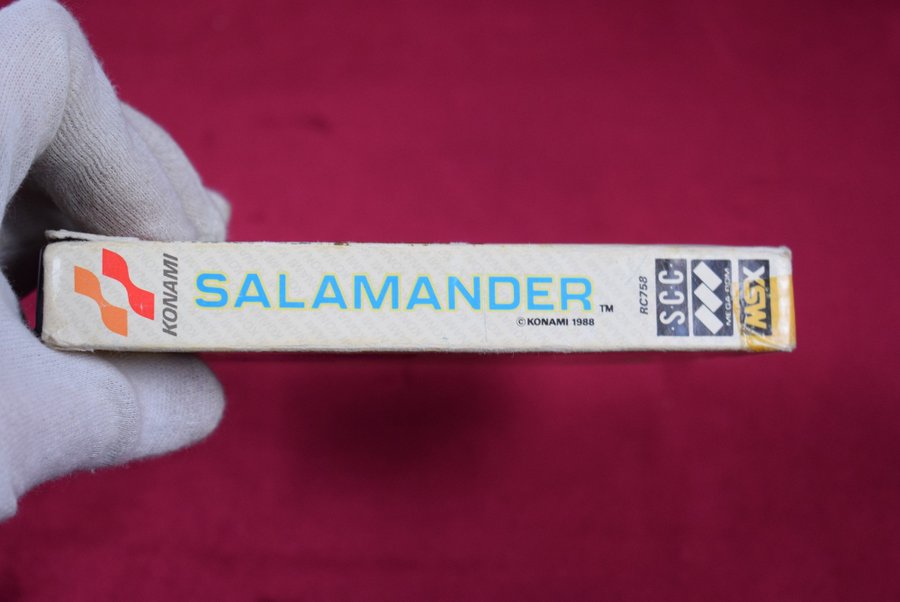 KONAMI
SALAMANDER™
©KONAMI 1988
RC758
S.C.C
MEGA ROM
MSX